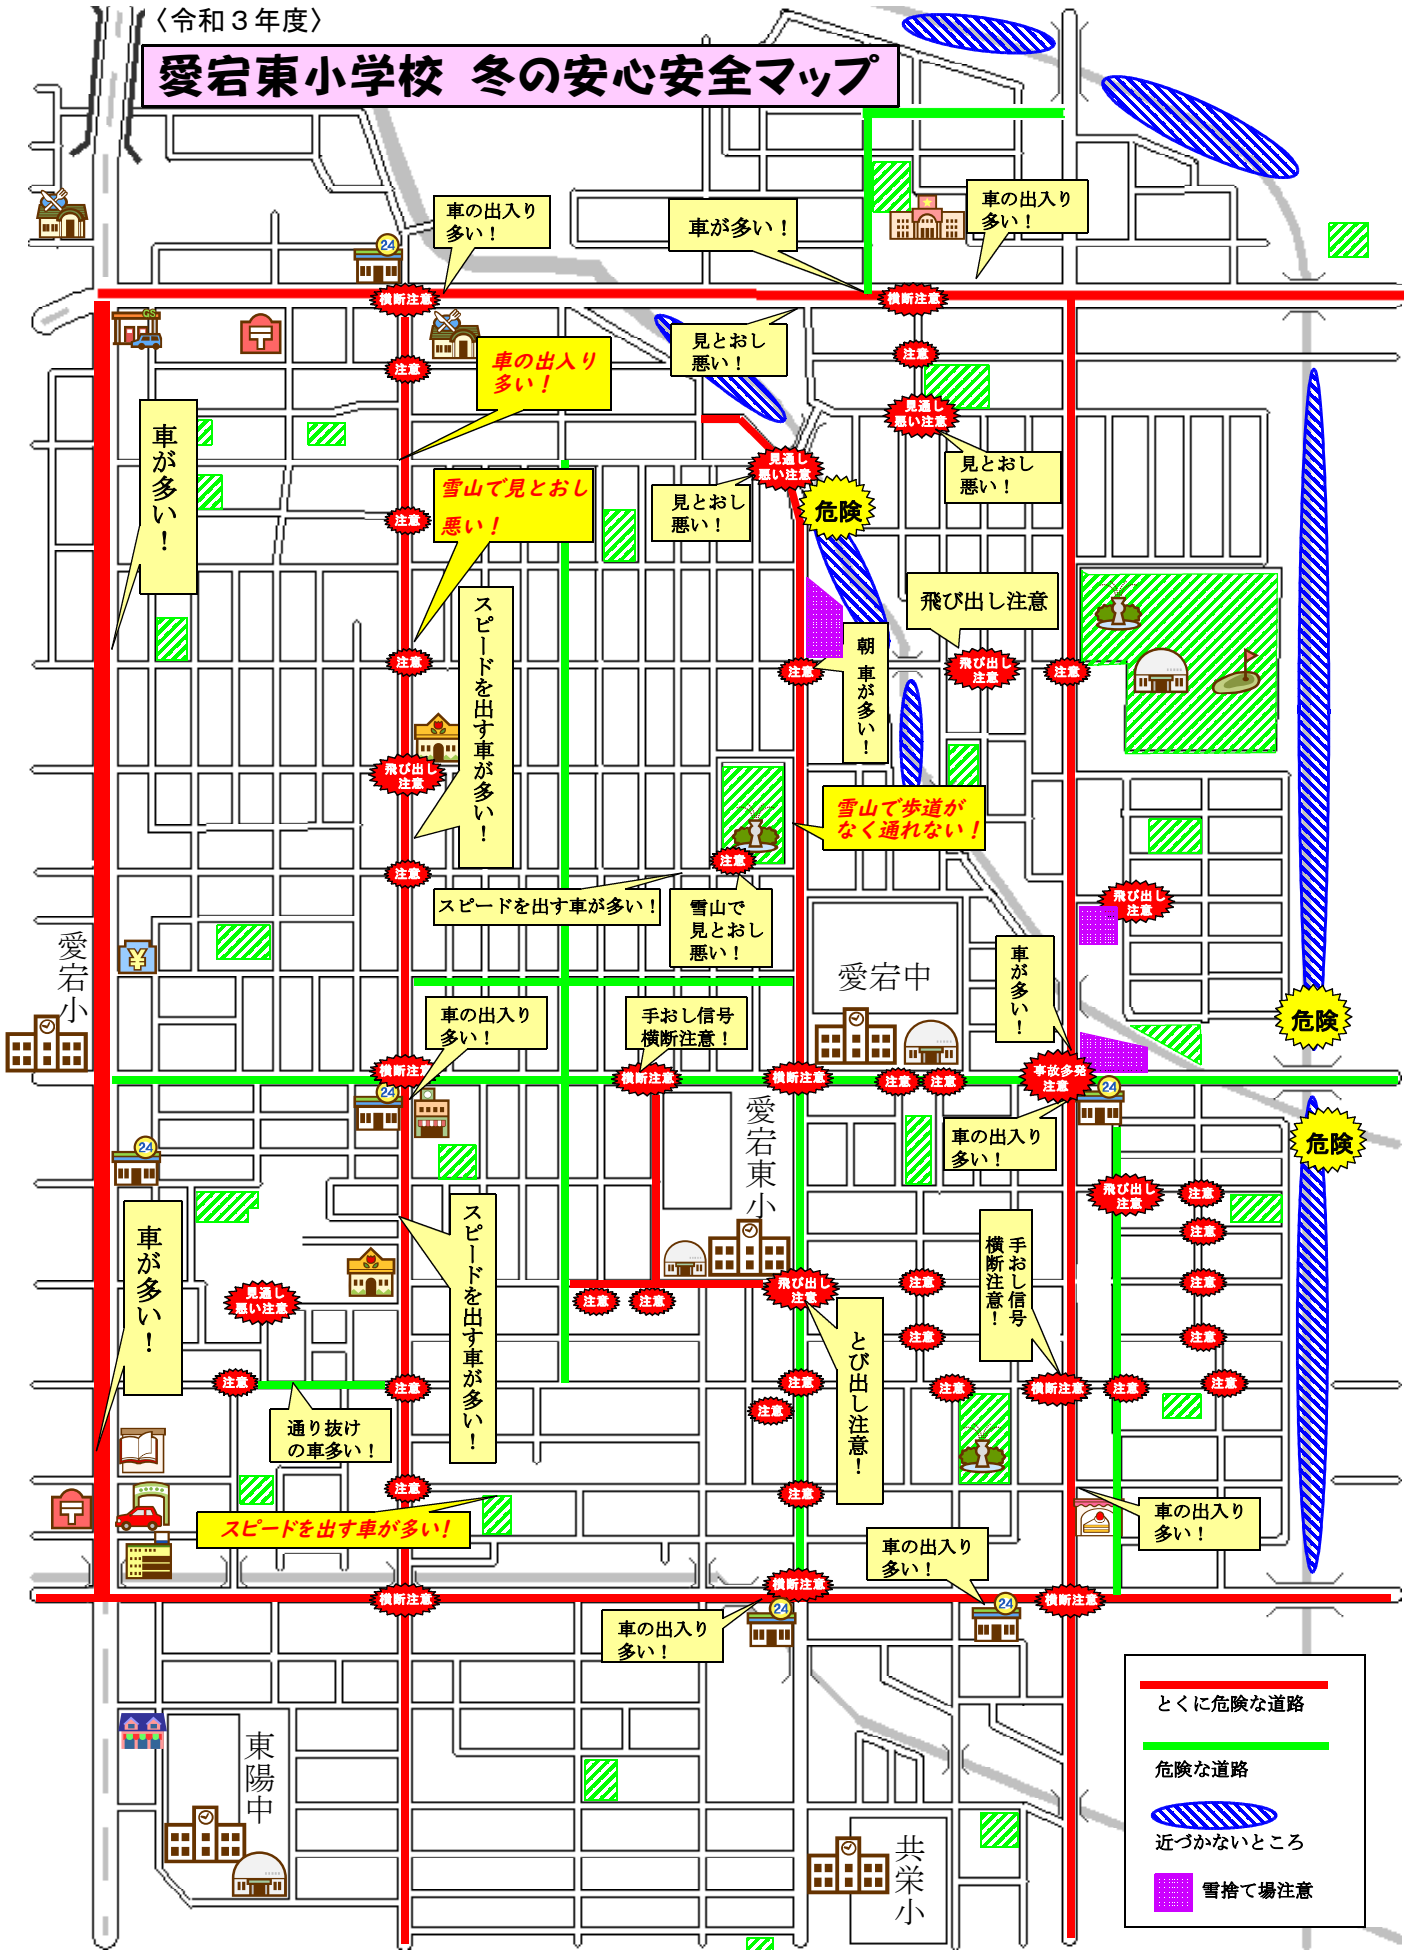 〈令和３年度〉
愛宕東小学校 冬の安心安全マップ
24
車の出入り
多い！
車が多い！
車の出入り
多い！
横断注意
横断注意
GS
〒
注意
車の出入り
多い！
見とおし
悪い！
注意
見通し
悪い注意
見とおし
悪い！
車が多い！
雪山で見とおし
悪い！
注意
見とおし
悪い！
見通し
悪い注意
危険
飛び出し注意
飛び出し
注意
注意
スピードを出す車が多い！
注意
注意
朝 車が多い！
飛び出し
注意
注意
雪山で歩道が
なく通れない！
注意
スピードを出す車が多い！
雪山で
見とおし
悪い！
飛び出し
注意
愛宕小
¥
愛宕中
車が多い！
危険
車の出入り
多い！
手おし信号
横断注意！
横断注意
横断注意
横断注意
注意
注意
事故多発
注意
24
24
24
愛宕東小
車の出入り
多い！
危険
飛び出し
注意
注意
注意
車が多い！
スピードを出す車が多い！
手おし信号
横断注意！
見通し
悪い注意
注意
注意
飛び出し
注意
注意
注意
注意
注意
とび出し注意！
注意
注意
注意
注意
注意
横断注意
注意
注意
通り抜け
の車多い！
注意
注意
〒
スピードを出す車が多い！
車の出入り
多い！
車の出入り
多い！
横断注意
横断注意
横断注意
24
24
車の出入り
多い！
東陽中
共栄小
とくに危険な道路
危険な道路
近づかないところ
雪捨て場注意